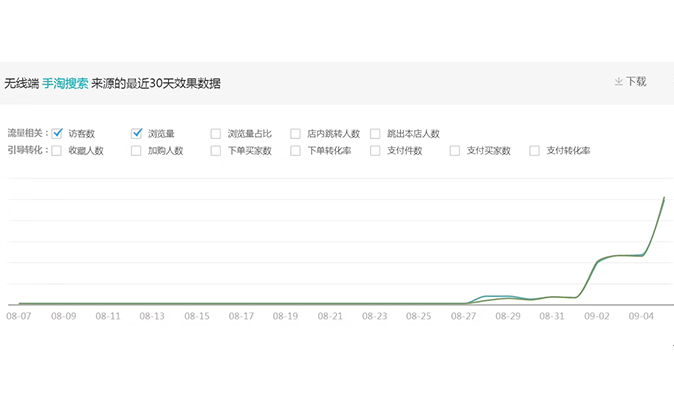 无线端 手淘搜索 来源的最近30天效果数据 下载
流量相关： 访客数 浏览量 浏览量占比 店内跳转人数 跳出本店人数
引导转化： 收藏人数 加购人数 下单买家数 下单转化率 支付件数 支付买家数 支付转化率
08-07 08-09 08-11 08-13 08-15 08-17 08-19 08-21 08-23 08-25 08-27 08-29 08-31 09-02 09-04